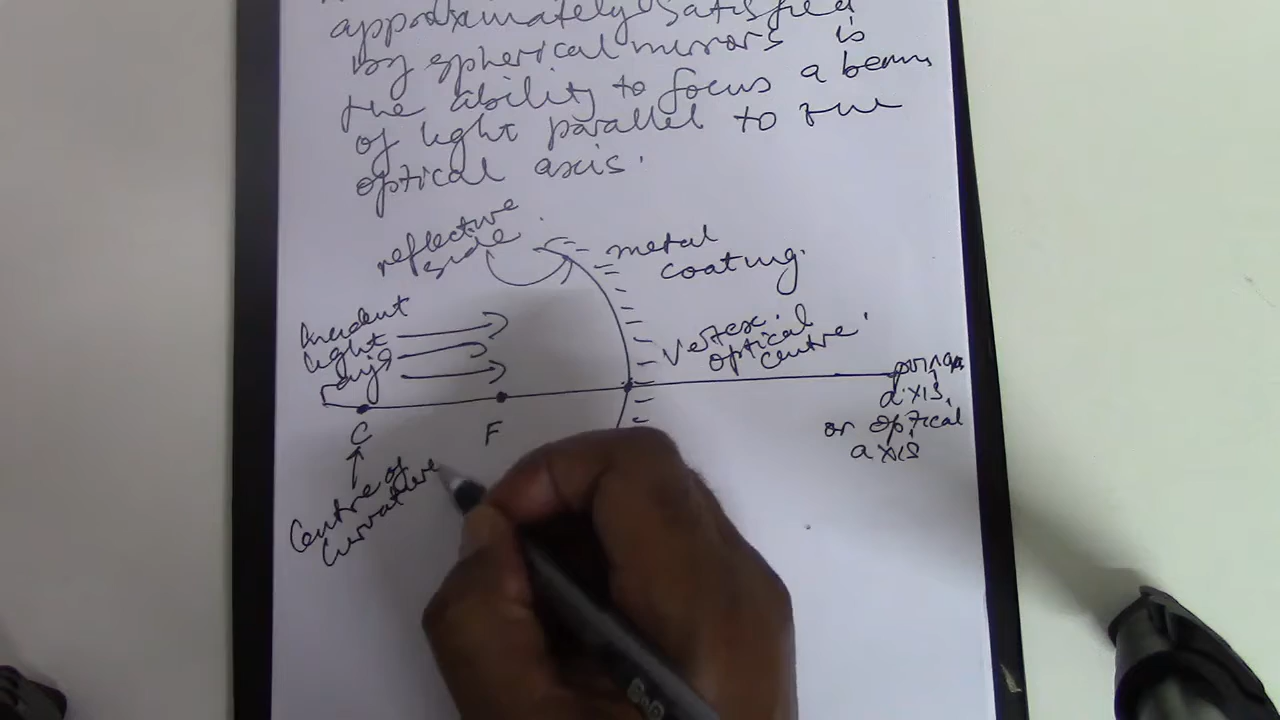 approximately satisfied
by spherical mirrors is
the ability to focus a beam
of light parallel to the
optical axis.
reflective
side
metal
coating.
Incident
light
rays
Vertex.
optical
centre.
axis,
or optical
axis
C
F
Centre of
Curvature